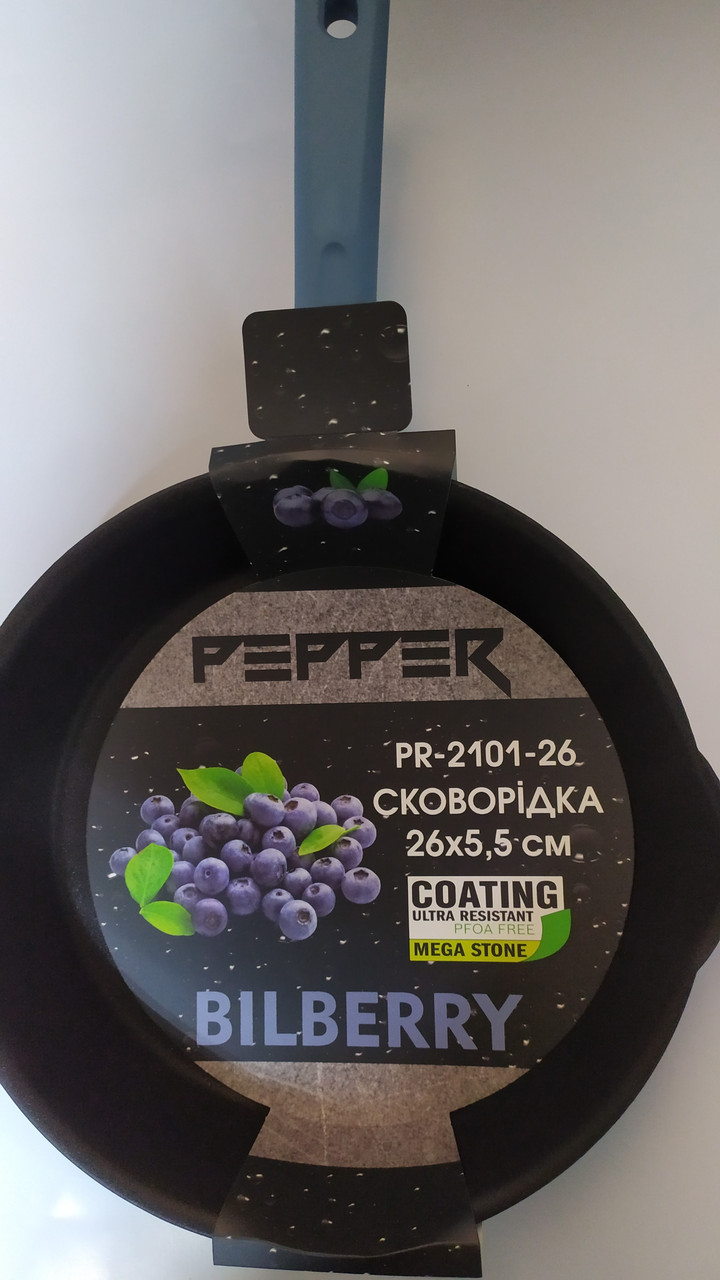 PEPPER
PR-2101-26
СКОВОРІДКА
26х5,5 см
COATING
ULTRA RESISTANT
PFOA FREE
MEGA STONE
BILBERRY